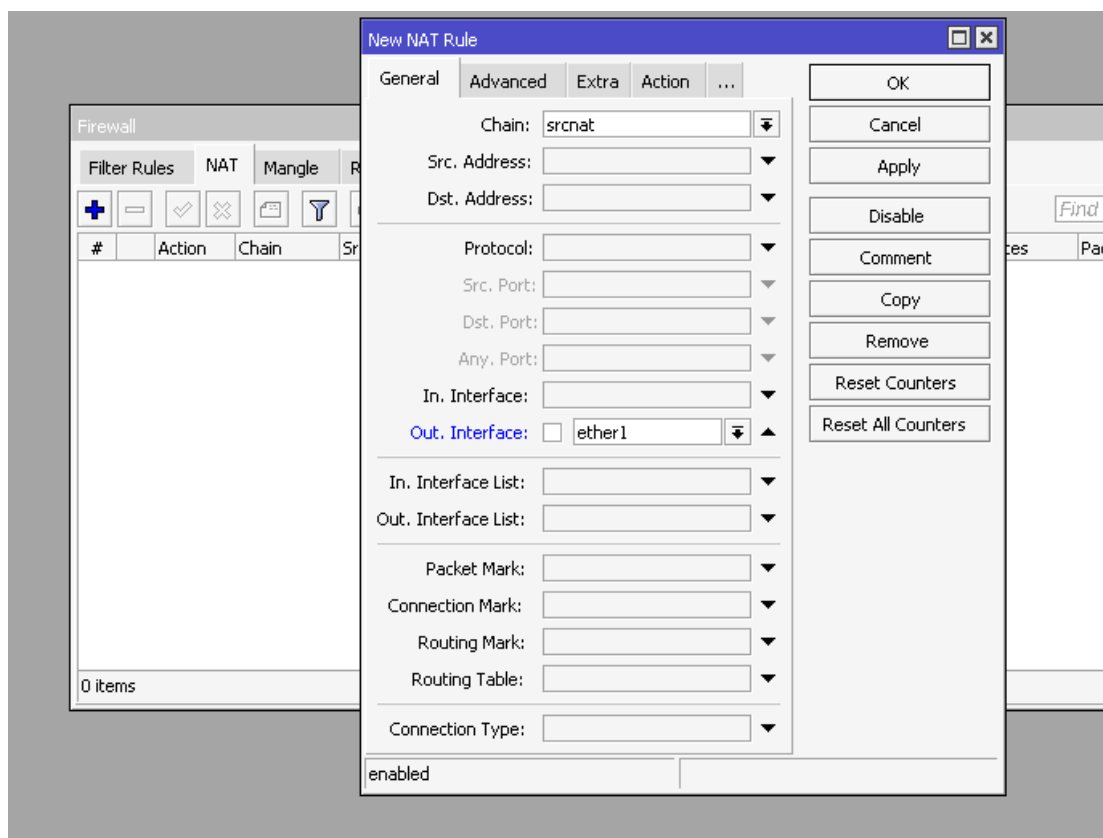 New NAT Rule
General Advanced Extra Action ...
OK
Chain: srcnat
Cancel
Src. Address:
Apply
Dst. Address:
Disable
Protocol:
Comment
Src. Port:
Copy
Dst. Port:
Remove
Any. Port:
Reset Counters
In. Interface:
Reset All Counters
Out. Interface: ether1
In. Interface List:
Out. Interface List:
Packet Mark:
Connection Mark:
Routing Mark:
Routing Table:
Connection Type:
enabled
Firewall
Filter Rules NAT Mangle R
Find
# Action Chain Sr
tes Pac
0 items